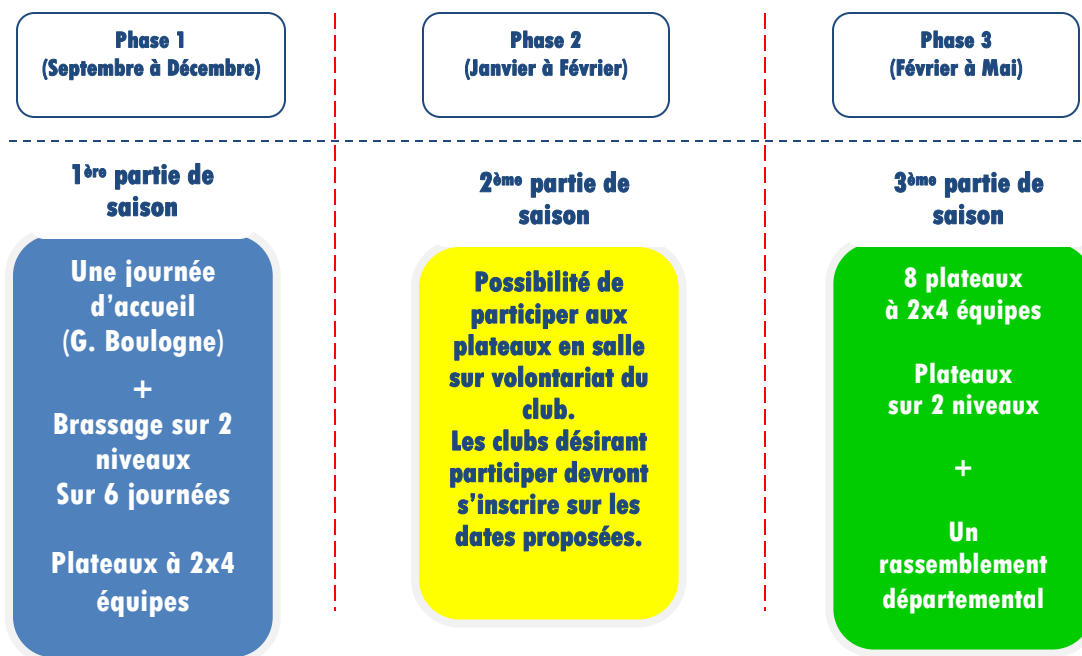 Phase 1
(Septembre à Décembre)
1ère partie de
saison
Une journée
d’accueil
(G. Boulogne)
+
Brassage sur 2
niveaux
Sur 6 journées
Plateaux à 2x4
équipes
Phase 2
(Janvier à Février)
2ème partie de
saison
Possibilité de
participer aux
plateaux en salle
sur volontariat du
club.
Les clubs désirant
participer devront
s’inscrire sur les
dates proposées.
Phase 3
(Février à Mai)
3ème partie de
saison
8 plateaux
à 2x4 équipes
Plateaux
sur 2 niveaux
+
Un
rassemblement
départemental